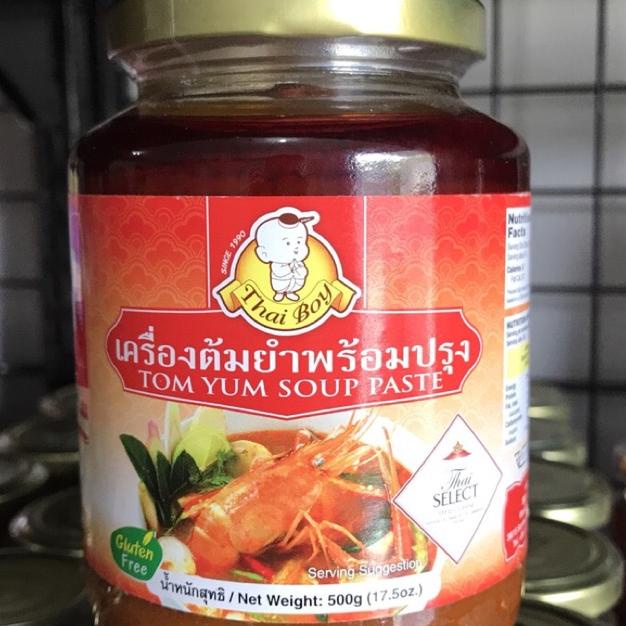 SINCE 1990
Thai Boy
เครื่องต้มยำพร้อมปรุง
TOM YUM SOUP PASTE
Thai
SELECT
Gluten
Free
Serving Suggestion
น้ำหนักสุทธิ / Net Weight: 500g (17.5oz.)
Facts